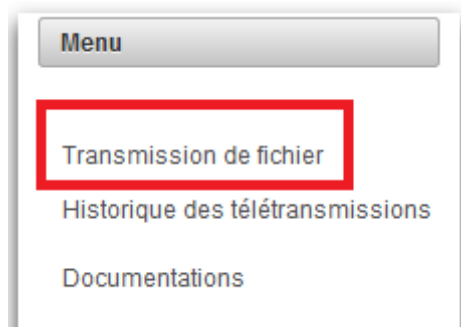 Menu
Transmission de fichier
Historique des télétransmissions
Documentations